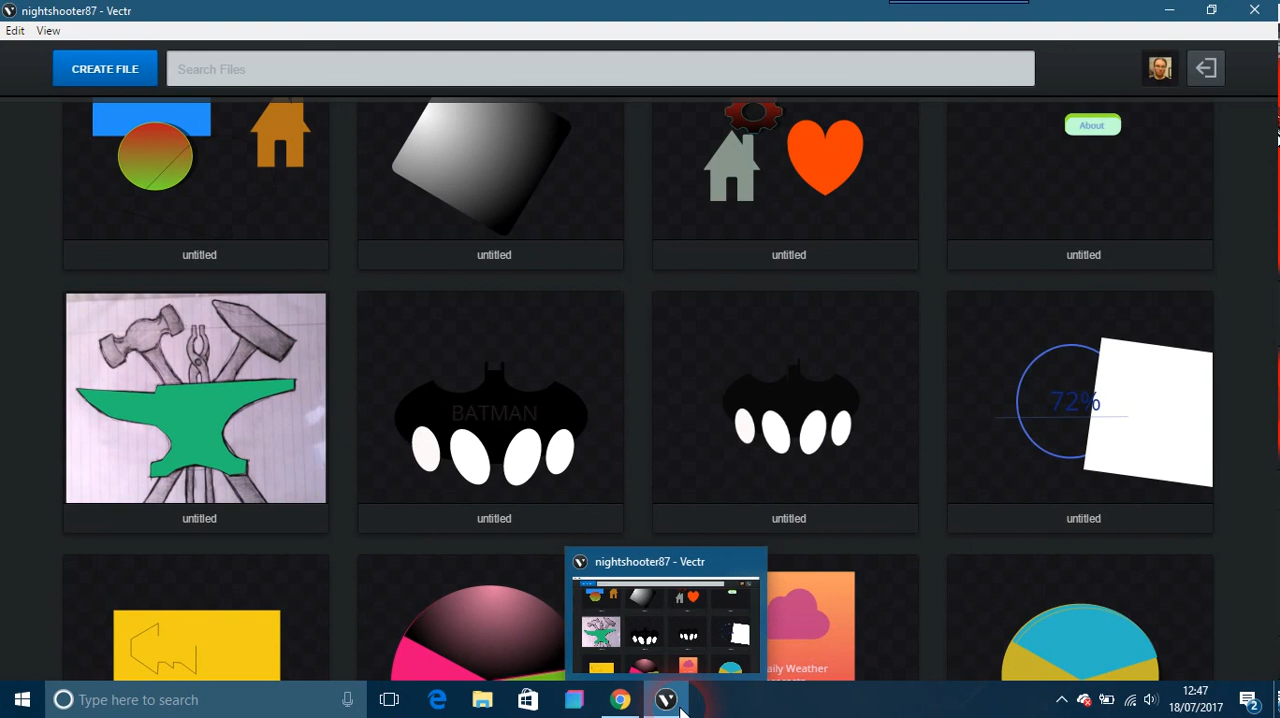 nightshooter87 - Vectr
Edit View
CREATE FILE
Search Files
About
untitled
untitled
untitled
untitled
BATMAN
72%
untitled
untitled
untitled
untitled
nightshooter87 - Vectr
Daily Weather
Type here to search
12:47
18/07/2017
2